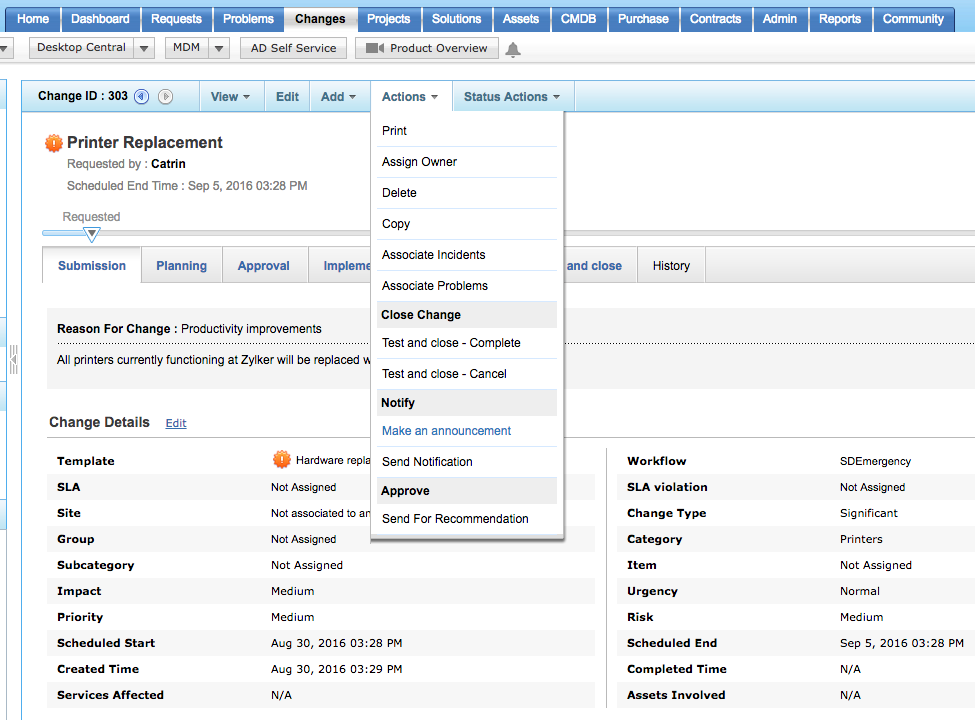 Home Dashboard Requests Problems Changes Projects Solutions Assets CMDB Purchase Contracts Admin Reports Community
Desktop Central MDM AD Self Service Product Overview
Change ID : 303 View Edit Add Actions Status Actions
Printer Replacement
Requested by : Catrin
Scheduled End Time : Sep 5, 2016 03:28 PM
Requested
Submission Planning Approval Impleme and close History
Print
Assign Owner
Delete
Copy
Associate Incidents
Associate Problems
Close Change
Test and close - Complete
Test and close - Cancel
Notify
Make an announcement
Send Notification
Approve
Send For Recommendation
Reason For Change : Productivity improvements
All printers currently functioning at Zylker will be replaced w
Change Details Edit
Template Hardware repla Workflow SDEmergency
SLA Not Assigned SLA violation Not Assigned
Site Not associated to an Change Type Significant
Group Not Assigned Category Printers
Subcategory Not Assigned Item Not Assigned
Impact Medium Urgency Normal
Priority Medium Risk Medium
Scheduled Start Aug 30, 2016 03:28 PM Scheduled End Sep 5, 2016 03:28 PM
Created Time Aug 30, 2016 03:29 PM Completed Time N/A
Services Affected N/A Assets Involved N/A